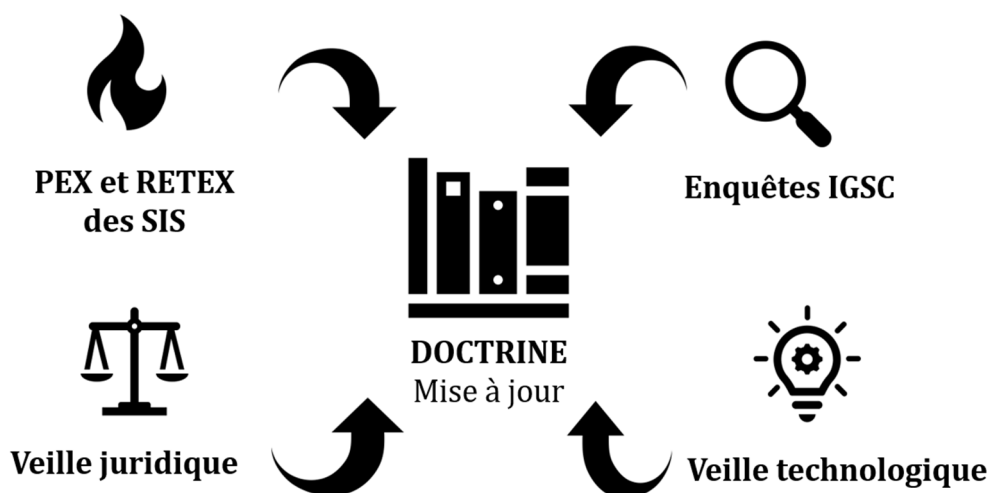 PEX et RETEX
des SIS
Enquêtes IGSC
DOCTRINE
Mise à jour
Veille juridique
Veille technologique